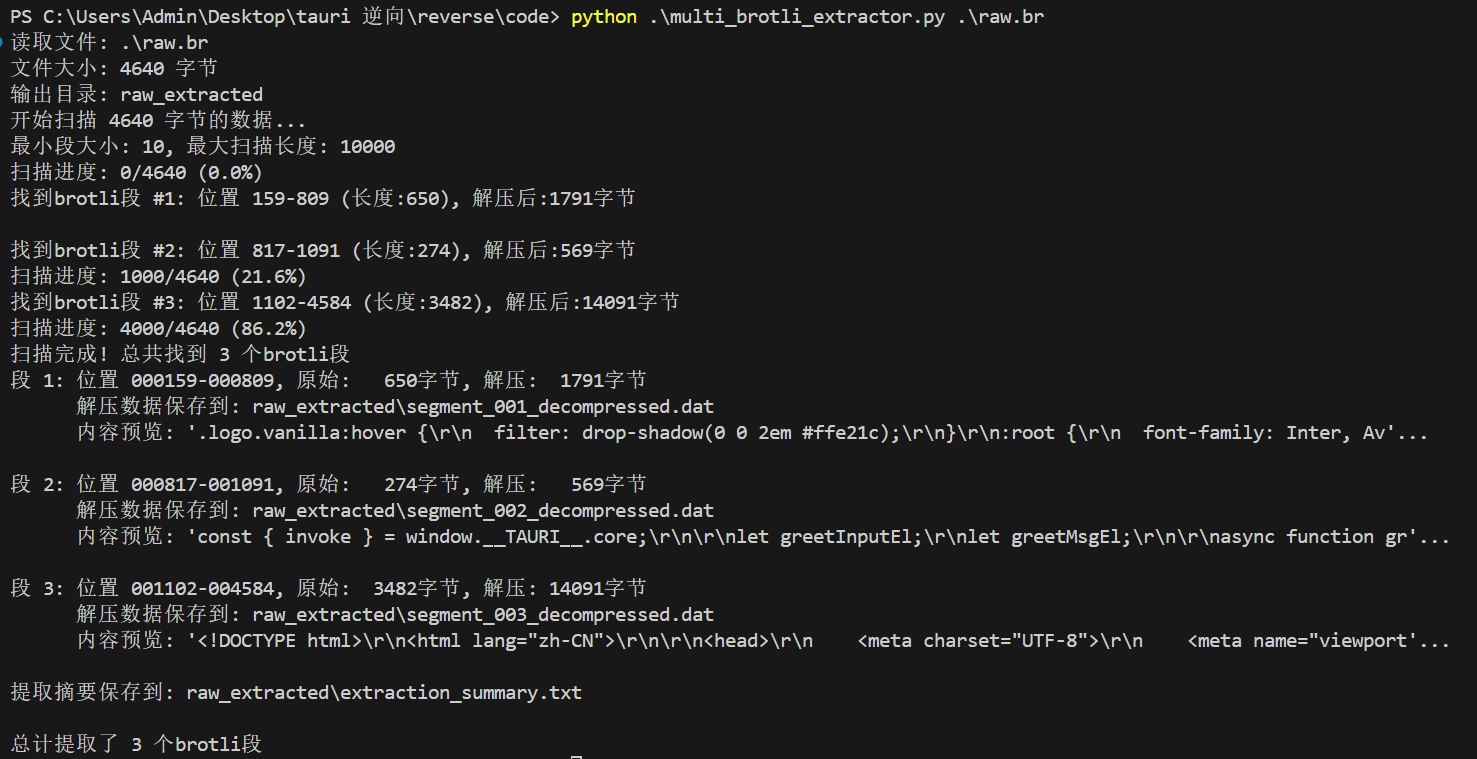 PS C:\Users\Admin\Desktop\tauri 逆向\reverse\code> python .\multi_brotli_extractor.py .\raw.br
读取文件: .\raw.br
文件大小: 4640 字节
输出目录: raw_extracted
开始扫描 4640 字节的数据...
最小段大小: 10, 最大扫描长度: 10000
扫描进度: 0/4640 (0.0%)
找到brotli段 #1: 位置 159-809 (长度:650), 解压后:1791字节
找到brotli段 #2: 位置 817-1091 (长度:274), 解压后:569字节
扫描进度: 1000/4640 (21.6%)
找到brotli段 #3: 位置 1102-4584 (长度:3482), 解压后:14091字节
扫描进度: 4000/4640 (86.2%)
扫描完成! 总共找到 3 个brotli段
段 1: 位置 000159-000809, 原始:   650字节, 解压:  1791字节
      解压数据保存到: raw_extracted\segment_001_decompressed.dat
      内容预览: '.logo.vanilla:hover {\r\n  filter: drop-shadow(0 0 2em #ffe21c);\r\n}\r\n:root {\r\n  font-family: Inter, Av'...
段 2: 位置 000817-001091, 原始:   274字节, 解压:   569字节
      解压数据保存到: raw_extracted\segment_002_decompressed.dat
      内容预览: 'const { invoke } = window.__TAURI__.core;\r\n\r\nlet greetInputEl;\r\nlet greetMsgEl;\r\n\r\nasync function gr'...
段 3: 位置 001102-004584, 原始:  3482字节, 解压: 14091字节
      解压数据保存到: raw_extracted\segment_003_decompressed.dat
      内容预览: '<!DOCTYPE html>\r\n<html lang="zh-CN">\r\n\r\n<head>\r\n    <meta charset="UTF-8">\r\n    <meta name="viewport'...
提取摘要保存到: raw_extracted\extraction_summary.txt
总计提取了 3 个brotli段